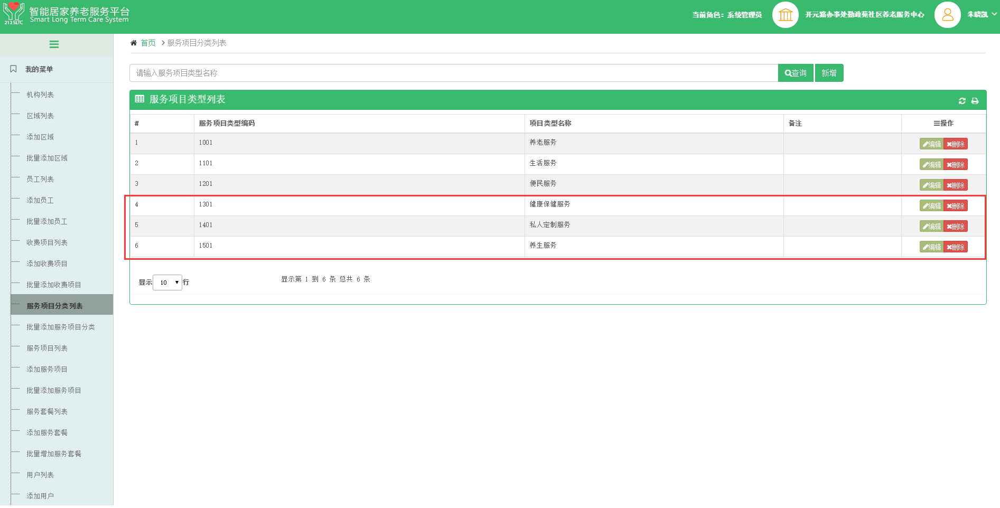 智能居家养老服务平台
Smart Long Term Care System
212SLTC
当前角色：系统管理员
开元路办事处勤政苑社区养老服务中心
朱晓凯
首页
服务项目分类列表
我的菜单
机构列表
区域列表
添加区域
批量添加区域
员工列表
添加员工
批量添加员工
收费项目列表
添加收费项目
批量添加收费项目
服务项目分类列表
批量添加服务项目分类
服务项目列表
添加服务项目
批量添加服务项目
服务套餐列表
添加服务套餐
批量增加服务套餐
用户列表
添加用户
请输入服务项目类型名称
查询 新增
服务项目类型列表
# 服务项目类型编码 项目类型名称 备注 操作
1 1001 养老服务 编辑 删除
2 1101 生活服务 编辑 删除
3 1201 便民服务 编辑 删除
4 1301 健康保健服务 编辑 删除
5 1401 私人定制服务 编辑 删除
6 1501 养生服务 编辑 删除
显示 10 行 显示第 1 到 6 条 总共 6 条